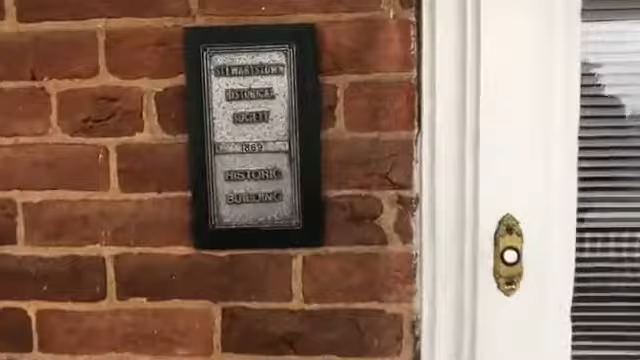 STEWARTSTOWN
HISTORICAL
SOCIETY
1869
HISTORIC
BUILDING